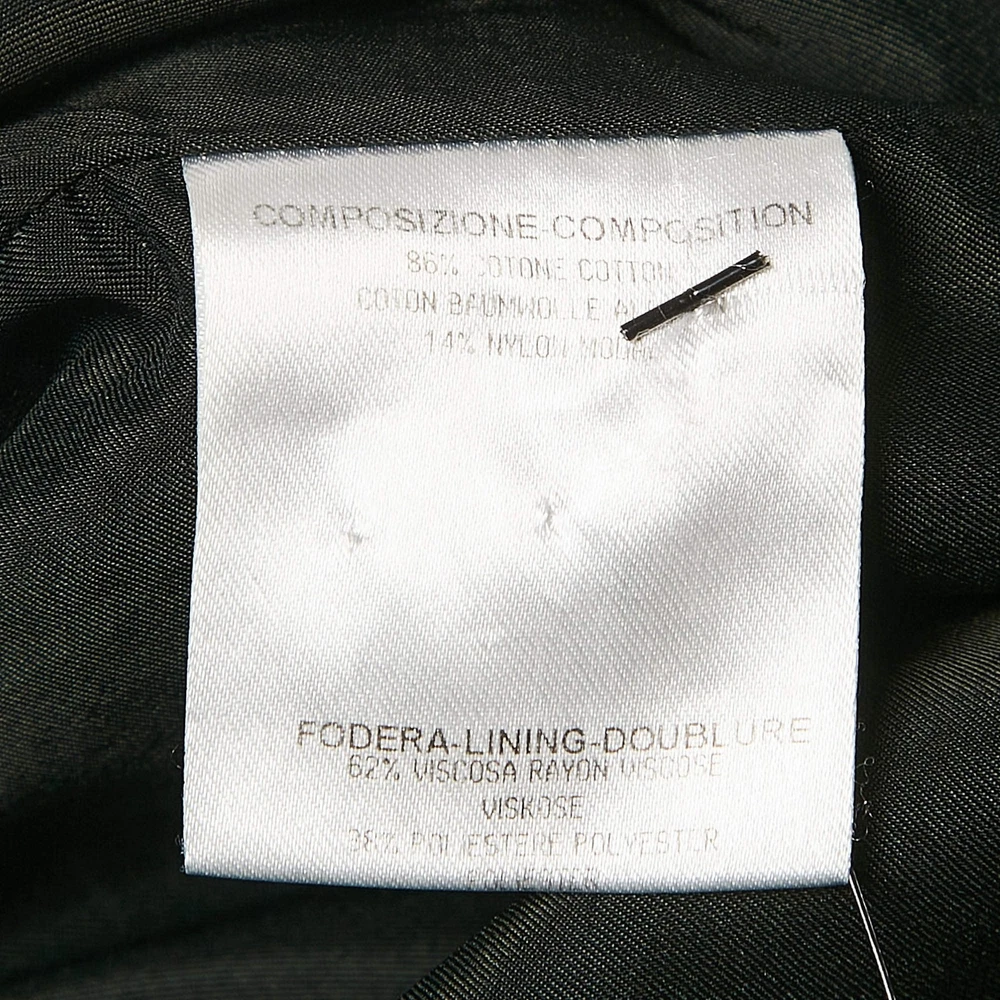 COMPOSIZIONE-COMPOSITION
86% COTONE COTTON
COTON BAUMWOLLE
14% NYLON
FODERA-LINING-DOUBLURE
62% VISCOSA RAYON VISCOSE
VISKOSE
38% POLIESTERE POLYESTER